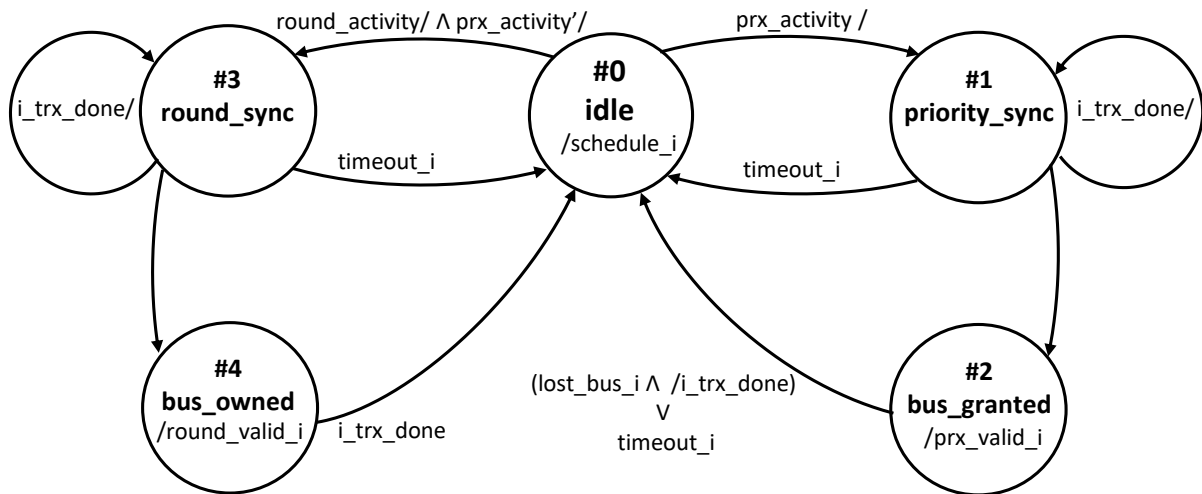 round_activity/ Λ prx_activity’/
prx_activity /
#3
round_sync
#0
idle
/schedule_i
#1
priority_sync
i_trx_done/
i_trx_done/
timeout_i
timeout_i
#4
bus_owned
/round_valid_i
i_trx_done
(lost_bus_i Λ /i_trx_done)
V
timeout_i
#2
bus_granted
/prx_valid_i